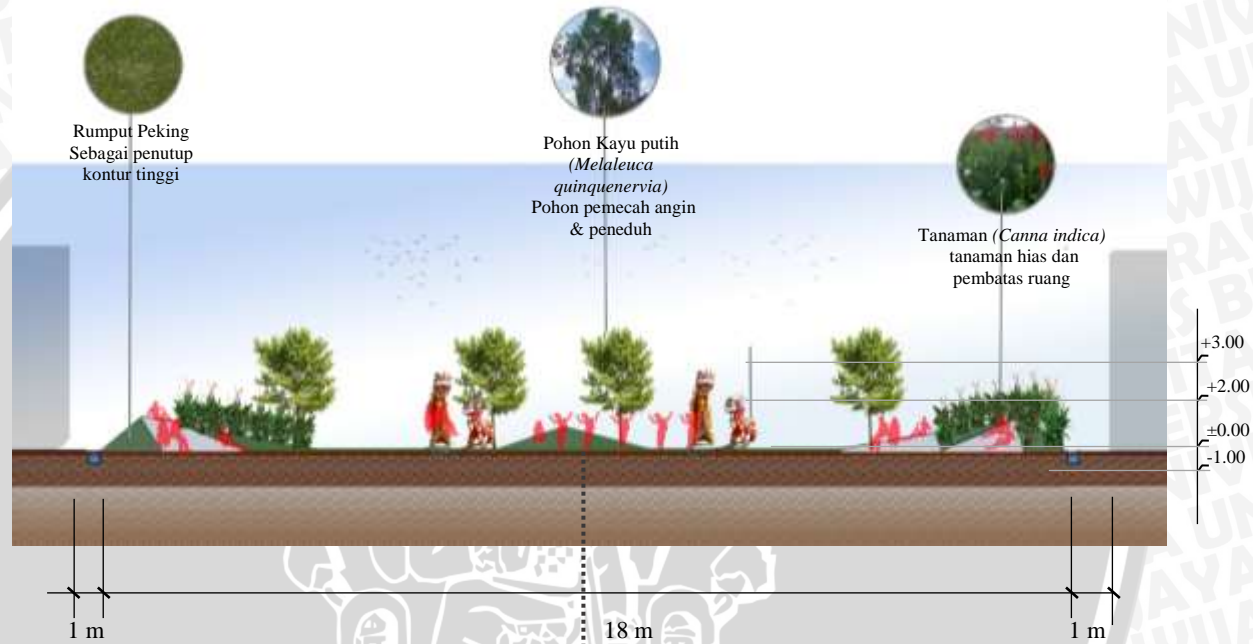 Rumput Peking
Sebagai penutup
kontur tinggi
Pohon Kayu putih
(Melaleuca
quinquenervia)
Pohon pemecah angin
& peneduh
Tanaman (Canna indica)
tanaman hias dan
pembatas ruang
+3.00
+2.00
±0.00
-1.00
1 m
18 m
1 m